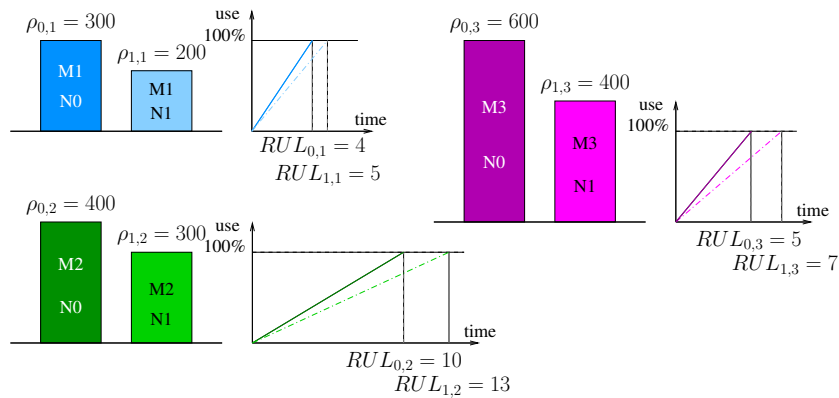 ρ0,1 = 300
ρ1,1 = 200
M1
N0
M1
N1
use
100%
time
RUL0,1 = 4
RUL1,1 = 5
ρ0,3 = 600
ρ1,3 = 400
M3
N0
M3
N1
use
100%
time
RUL0,3 = 5
RUL1,3 = 7
ρ0,2 = 400
ρ1,2 = 300
M2
N0
M2
N1
use
100%
time
RUL0,2 = 10
RUL1,2 = 13